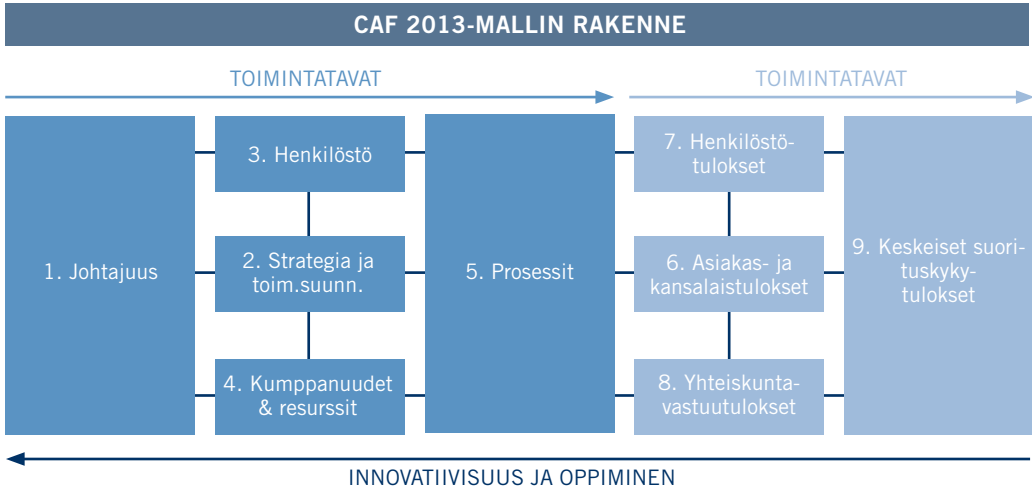 CAF 2013-MALLIN RAKENNE
TOIMINTATAVAT
TOIMINTATAVAT
1. Johtajuus
3. Henkilöstö
2. Strategia ja
toim.suunn.
4. Kumppanuudet
& resurssit
5. Prosessit
7. Henkilöstö-
tulokset
6. Asiakas- ja
kansalaistulokset
8. Yhteiskunta-
vastuutulokset
9. Keskeiset suori-
tuskyky-
tulokset
INNOVATIIVISUUS JA OPPIMINEN